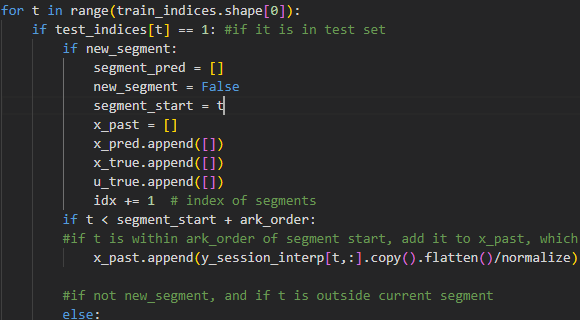 for t in range(train_indices.shape[0]):
if test_indices[t] == 1: #if it is in test set
if new_segment:
segment_pred = []
new_segment = False
segment_start = t
x_past = []
x_pred.append([])
x_true.append([])
u_true.append([])
idx += 1  # index of segments
if t < segment_start + ark_order:
#if t is within ark_order of segment start, add it to x_past, which
x_past.append(y_session_interp[t,:].copy().flatten()/normalize)
#if not new_segment, and if t is outside current segment
else: